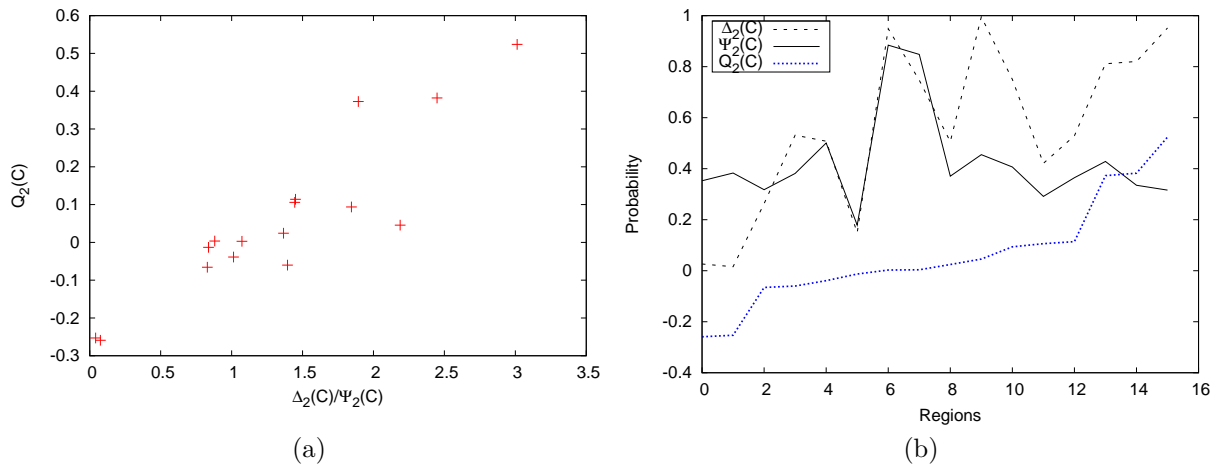 0.6
0.5
0.4
0.3
0.2
0.1
0
-0.1
-0.2
-0.3
Q2(C)
0 0.5 1 1.5 2 2.5 3 3.5
Δ2(C)/Ψ2(C)
(a)
1
0.8
0.6
0.4
0.2
0
-0.2
-0.4
Probability
Δ2(C)
Ψ2(C)
Q2(C)
0 2 4 6 8 10 12 14 16
Regions
(b)